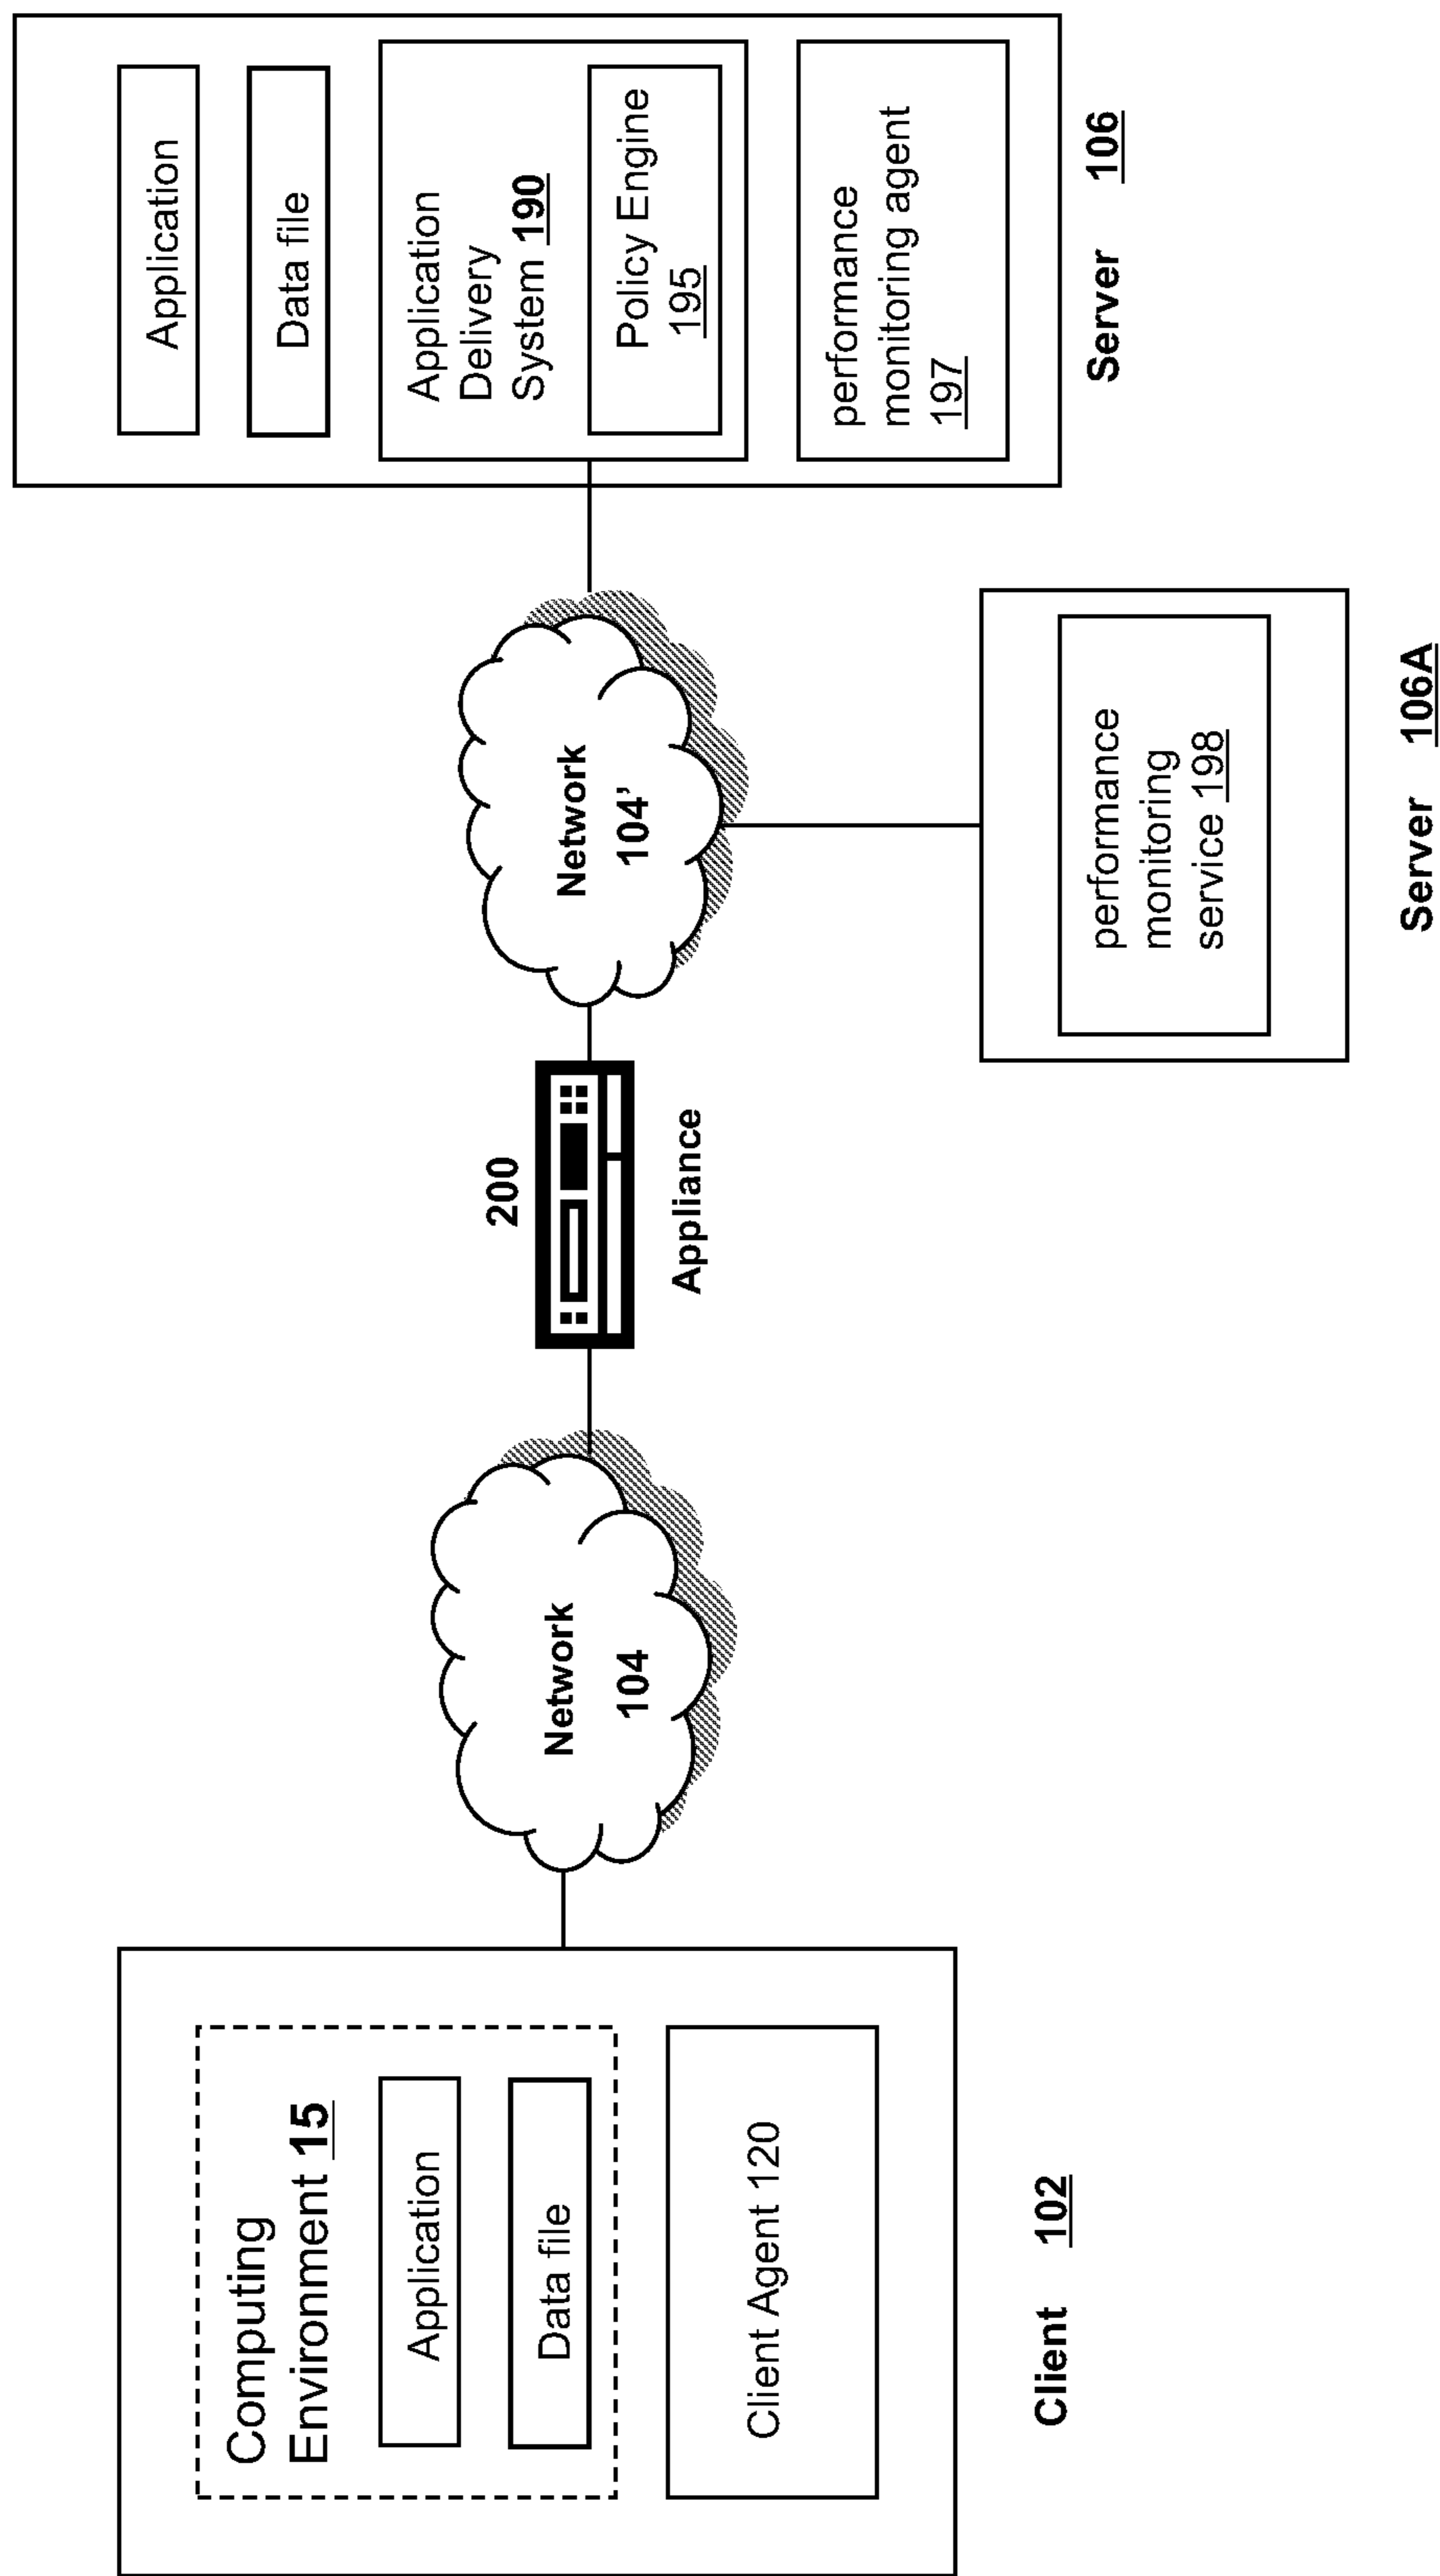 Computing
Environment 15
Application
Data file
Client Agent 120
Client 102
Network
104
200
Appliance
Network
104’
performance
monitoring
service 198
Server 106A
Application
Data file
Application
Delivery
System 190
Policy Engine
195
performance
monitoring agent
197
Server 106